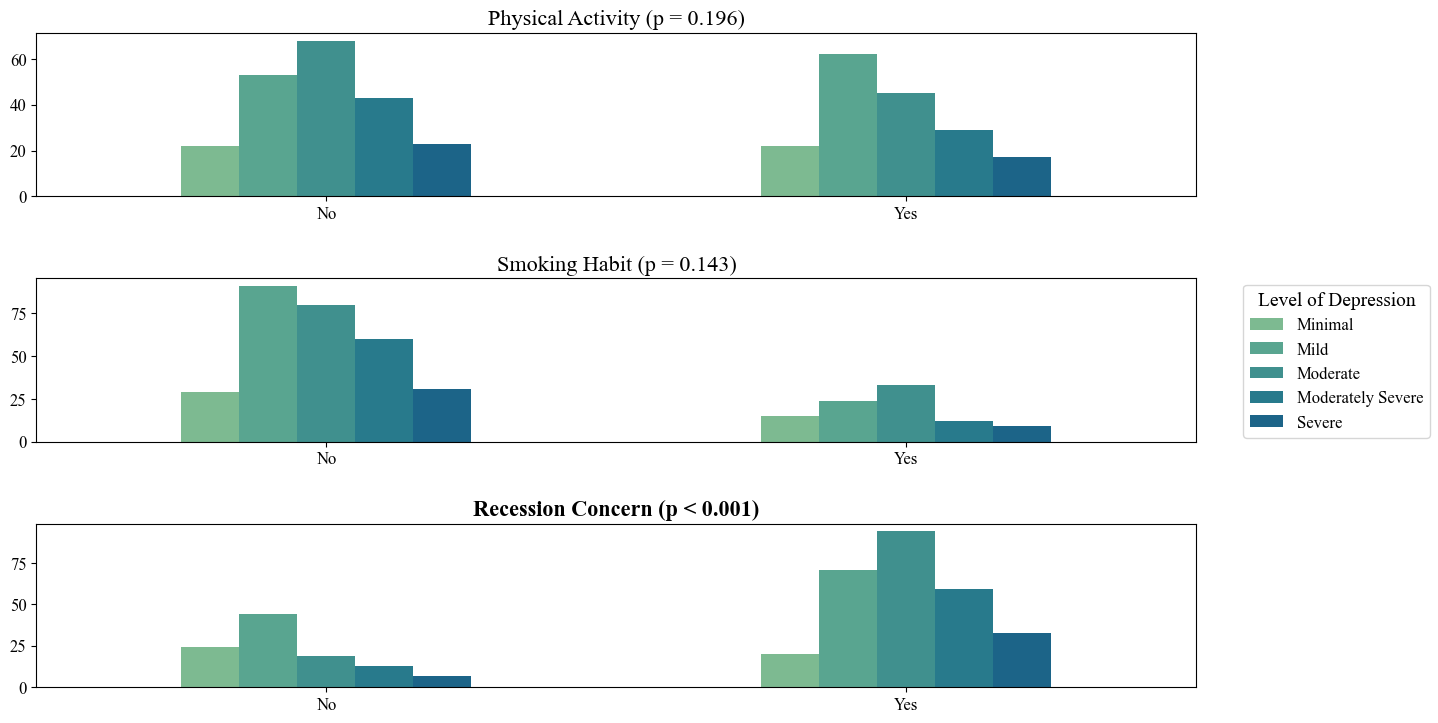 Physical Activity (p = 0.196)
60
40
20
0
No
Yes
Smoking Habit (p = 0.143)
75
50
25
0
No
Yes
Level of Depression
Minimal
Mild
Moderate
Moderately Severe
Severe
Recession Concern (p < 0.001)
75
50
25
0
No
Yes